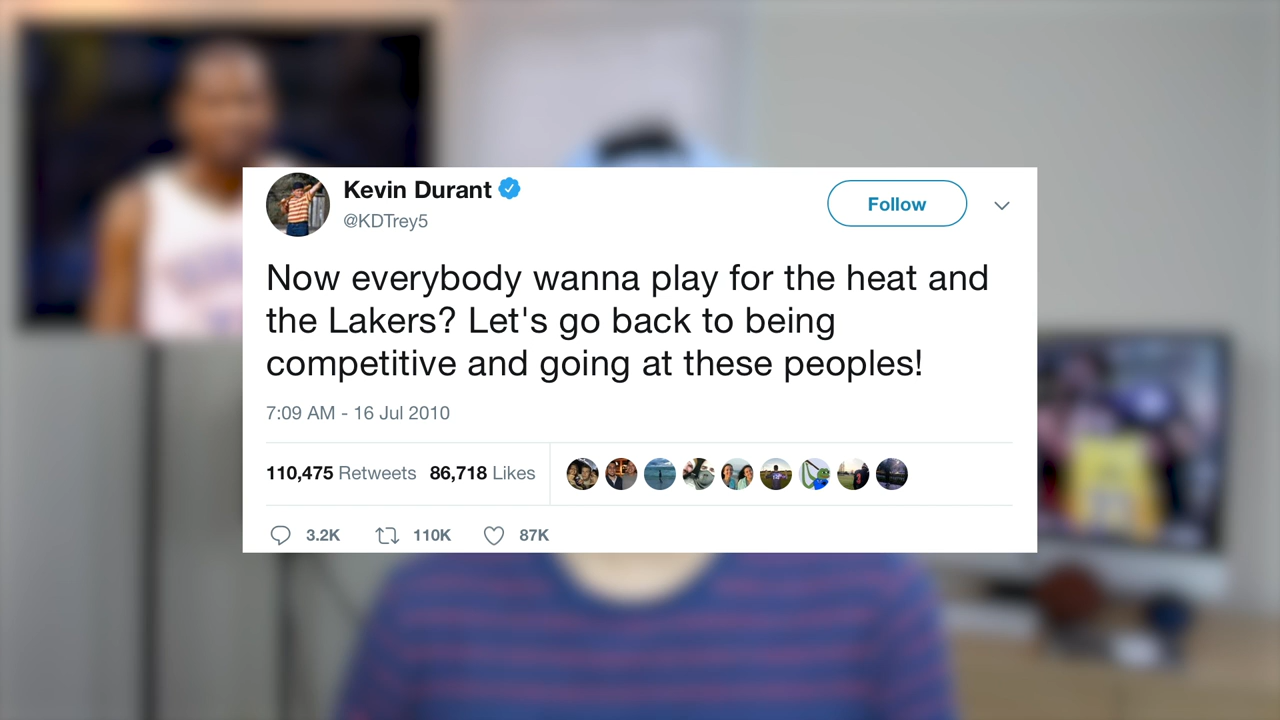 Kevin Durant
@KDTrey5
Follow
Now everybody wanna play for the heat and
the Lakers? Let's go back to being
competitive and going at these peoples!
7:09 AM - 16 Jul 2010
110,475 Retweets 86,718 Likes
3.2K 110K 87K